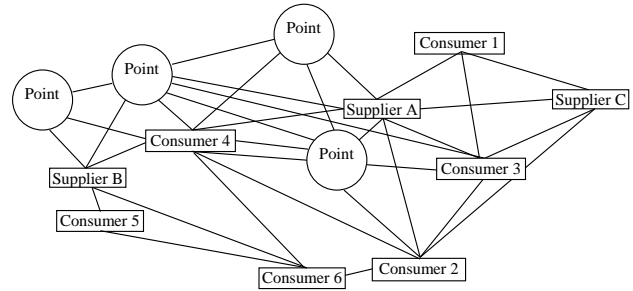 Point
Consumer 1
Point
Point
Supplier C
Supplier A
Consumer 4
Point
Consumer 3
Supplier B
Consumer 5
Consumer 2
Consumer 6